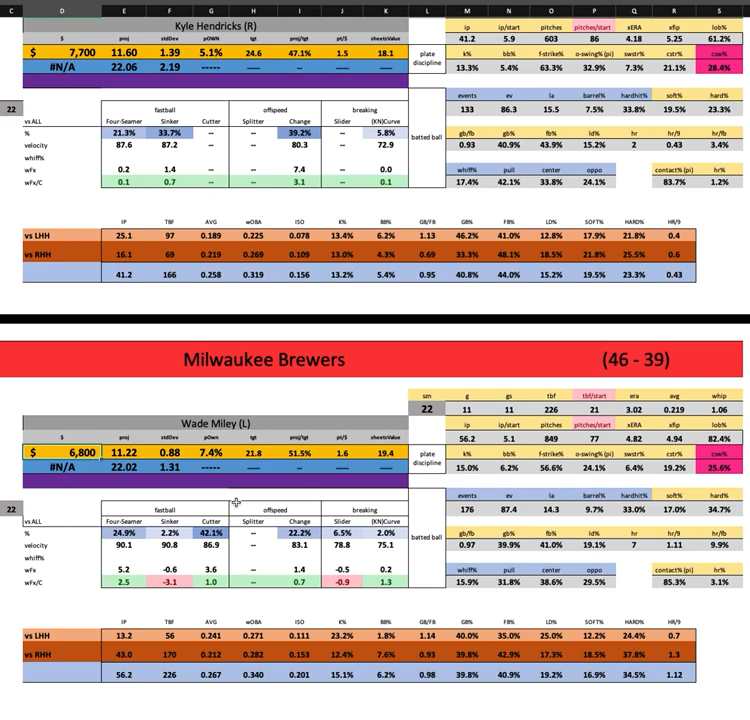 C D E F G H I J K L M N O P Q R S
Kyle Hendricks (R) ip ip/start pitches pitches/start xERA xfip lob%
41.2 5.9 603 86 4.18 5.25 61.2%
$ proj stdDev pOWN tgt proj/tgt pt/$ sheetsValue k% bb% f-strike% o-swing% (pi) swstr% cstr% csw%
$ 7,700 11.60 1.39 5.1% 24.6 47.1% 1.5 18.1 plate discipline
#N/A 22.06 2.19 ----- ---- ---- --- ---- 13.3% 5.4% 63.3% 32.9% 7.3% 21.1% 28.4%
events ev la barrel% hardhit% soft% hard%
22 fastball offspeed breaking 133 86.3 15.5 7.5% 33.8% 19.5% 23.3%
vs ALL Four-Seamer Sinker Cutter Splitter Change Slider (KN)Curve
% 21.3% 33.7% -- -- 39.2% -- 5.8% batted ball gb/fb gb% fb% ld% hr hr/9 hr/fb
velocity 87.6 87.2 -- -- 80.3 -- 72.9 0.93 40.9% 43.9% 15.2% 2 0.43 3.4%
whiff%
wFx 0.2 1.4 -- -- 7.4 -- 0.0 whiff% pull center oppo contact% (pi) hr%
wFx/C 0.1 0.7 -- -- 3.1 -- 0.1 17.4% 42.1% 33.8% 24.1% 83.7% 1.2%
IP TBF AVG wOBA ISO K% BB% GB/FB GB% FB% LD% SOFT% HARD% HR/9
vs LHH 25.1 97 0.189 0.225 0.078 13.4% 6.2% 1.13 46.2% 41.0% 12.8% 17.9% 21.8% 0.4
vs RHH 16.1 69 0.219 0.269 0.109 13.0% 4.3% 0.69 33.3% 48.1% 18.5% 21.8% 25.5% 0.6
41.2 166 0.258 0.319 0.156 13.2% 5.4% 0.95 40.8% 44.0% 15.2% 19.5% 23.3% 0.43
Milwaukee Brewers (46 - 39)
szn g gs tbf tbf/start era avg whip
22 11 11 226 21 3.02 0.219 1.06
Wade Miley (L) ip ip/start pitches pitches/start xERA xfip lob%
56.2 5.1 849 77 4.82 4.94 82.4%
$ proj stdDev pOwn tgt proj/tgt pt/$ sheetsValue
$ 6,800 11.22 0.88 7.4% 21.8 51.5% 1.6 19.4 plate discipline k% bb% f-strike% o-swing% (pi) swstr% cstr% csw%
#N/A 22.02 1.31 ----- ---- -- --- ---- 15.0% 6.2% 56.6% 24.1% 6.4% 19.2% 25.6%
events ev la barrel% hardhit% soft% hard%
22 fastball offspeed breaking 176 87.4 14.3 9.7% 33.0% 17.0% 34.7%
vs ALL Four-Seamer Sinker Cutter Splitter Change Slider (KN)Curve
% 24.9% 2.2% 42.1% -- 22.2% 6.5% 2.0% batted ball gb/fb gb% fb% ld% hr hr/9 hr/fb
velocity 90.1 90.8 86.9 -- 83.1 78.8 75.1 0.97 39.9% 41.0% 19.1% 7 1.11 9.9%
whiff%
wFx 5.2 -0.6 3.6 1.4 -0.5 0.2 whiff% pull center oppo contact% (pi) hr%
wFx/C 2.5 -3.1 1.0 -- 0.7 -0.9 1.3 15.9% 31.8% 38.6% 29.5% 85.3% 3.1%
IP TBF AVG wOBA ISO K% BB% GB/FB GB% FB% LD% SOFT% HARD% HR/9
vs LHH 13.2 56 0.241 0.271 0.111 23.2% 1.8% 1.14 40.0% 35.0% 25.0% 12.2% 24.4% 0.7
vs RHH 43.0 170 0.212 0.282 0.153 12.4% 7.6% 0.93 39.8% 42.9% 17.3% 18.5% 37.8% 1.3
56.2 226 0.267 0.340 0.201 15.1% 6.2% 0.98 39.8% 40.9% 19.2% 16.9% 34.5% 1.12